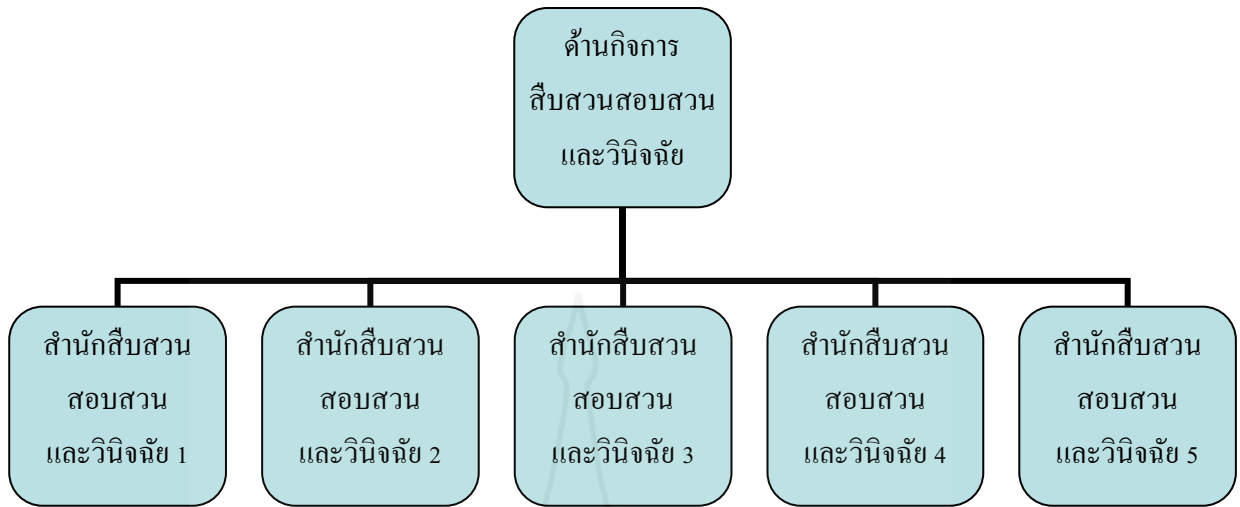 ด้านกิจการ
สืบสวนสอบสวน
และวินิจฉัย
สำนักสืบสวน
สอบสวน
และวินิจฉัย 1
สำนักสืบสวน
สอบสวน
และวินิจฉัย 2
สำนักสืบสวน
สอบสวน
และวินิจฉัย 3
สำนักสืบสวน
สอบสวน
และวินิจฉัย 4
สำนักสืบสวน
สอบสวน
และวินิจฉัย 5